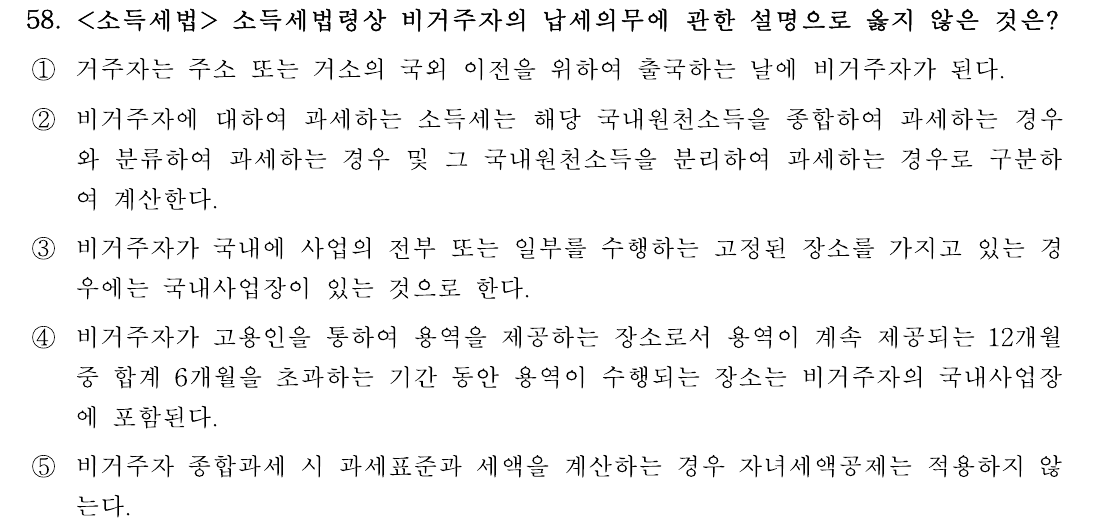 58. <소득세법> 소득세법령상 비거주자의 납세의무에 관한 설명으로 옳지 않은 것은?
① 거주자는 주소 또는 거소의 국외 이전을 위하여 출국하는 날에 비거주자가 된다.
② 비거주자에 대하여 과세하는 소득세는 해당 국내원천소득을 종합하여 과세하는 경우
와 분류하여 과세하는 경우 및 그 국내원천소득을 분리하여 과세하는 경우로 구분하
여 계산한다.
③ 비거주자가 국내에 사업의 전부 또는 일부를 수행하는 고정된 장소를 가지고 있는 경
우에는 국내사업장이 있는 것으로 한다.
④ 비거주자가 고용인을 통하여 용역을 제공하는 장소로서 용역이 계속 제공되는 12개월
중 합계 6개월을 초과하는 기간 동안 용역이 수행되는 장소는 비거주자의 국내사업장
에 포함된다.
⑤ 비거주자 종합과세 시 과세표준과 세액을 계산하는 경우 자녀세액공제는 적용하지 않
는다.